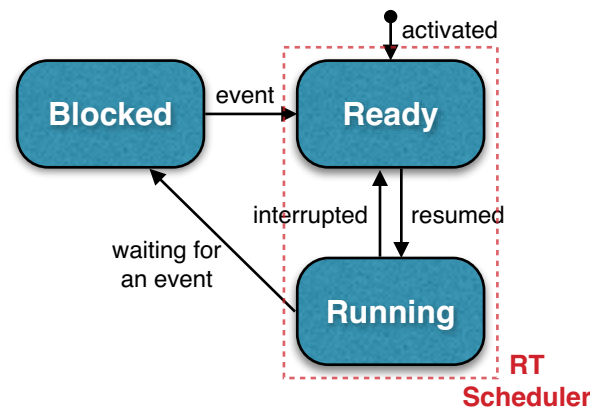 activated
Blocked
event
Ready
interrupted
resumed
waiting for
an event
Running
RT
Scheduler